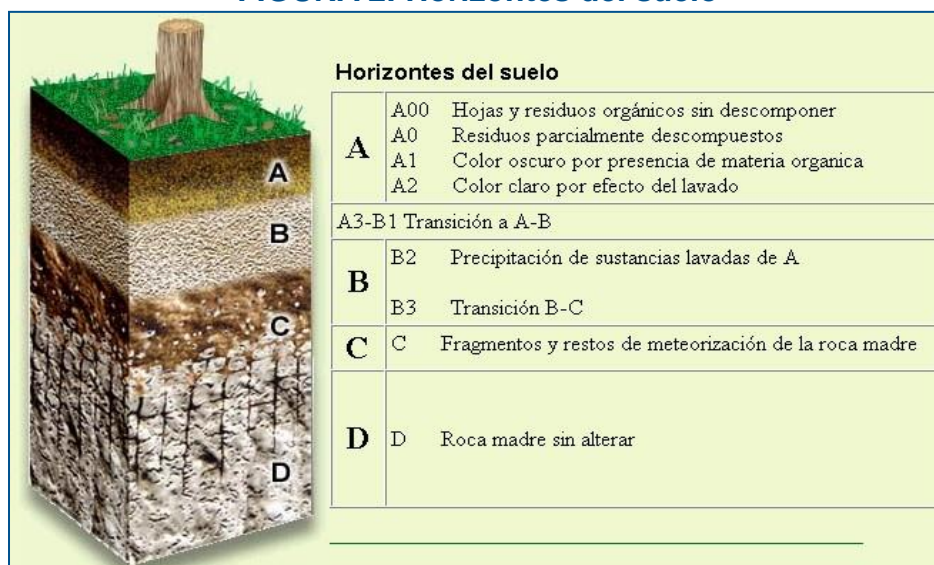 FIGURA 2. Horizontes del suelo
Horizontes del suelo
A
A00 Hojas y residuos orgánicos sin descomponer
A0 Residuos parcialmente descompuestos
A1 Color oscuro por presencia de materia organica
A2 Color claro por efecto del lavado
A3-B1 Transición a A-B
B
B2 Precipitación de sustancias lavadas de A
B3 Transición B-C
C C Fragmentos y restos de meteorización de la roca madre
D D Roca madre sin alterar
A
B
C
D